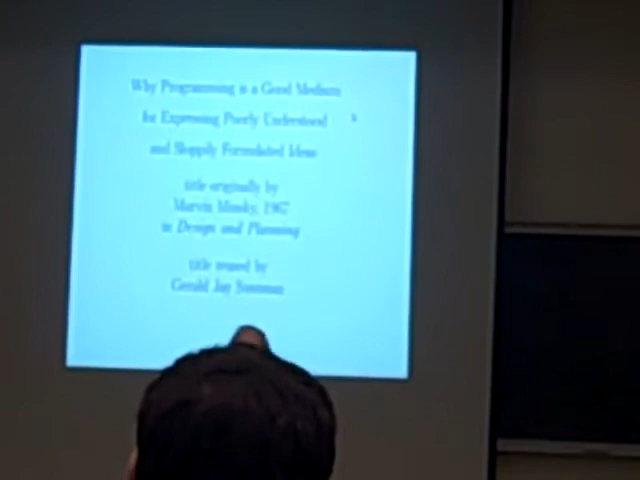 Why Programming is a Good Medium
for Expressing Poorly Understood
and Sloppily Formulated Ideas
title originally by
Marvin Minsky, 1967
in Design and Planning
title reused by
Gerald Jay Sussman